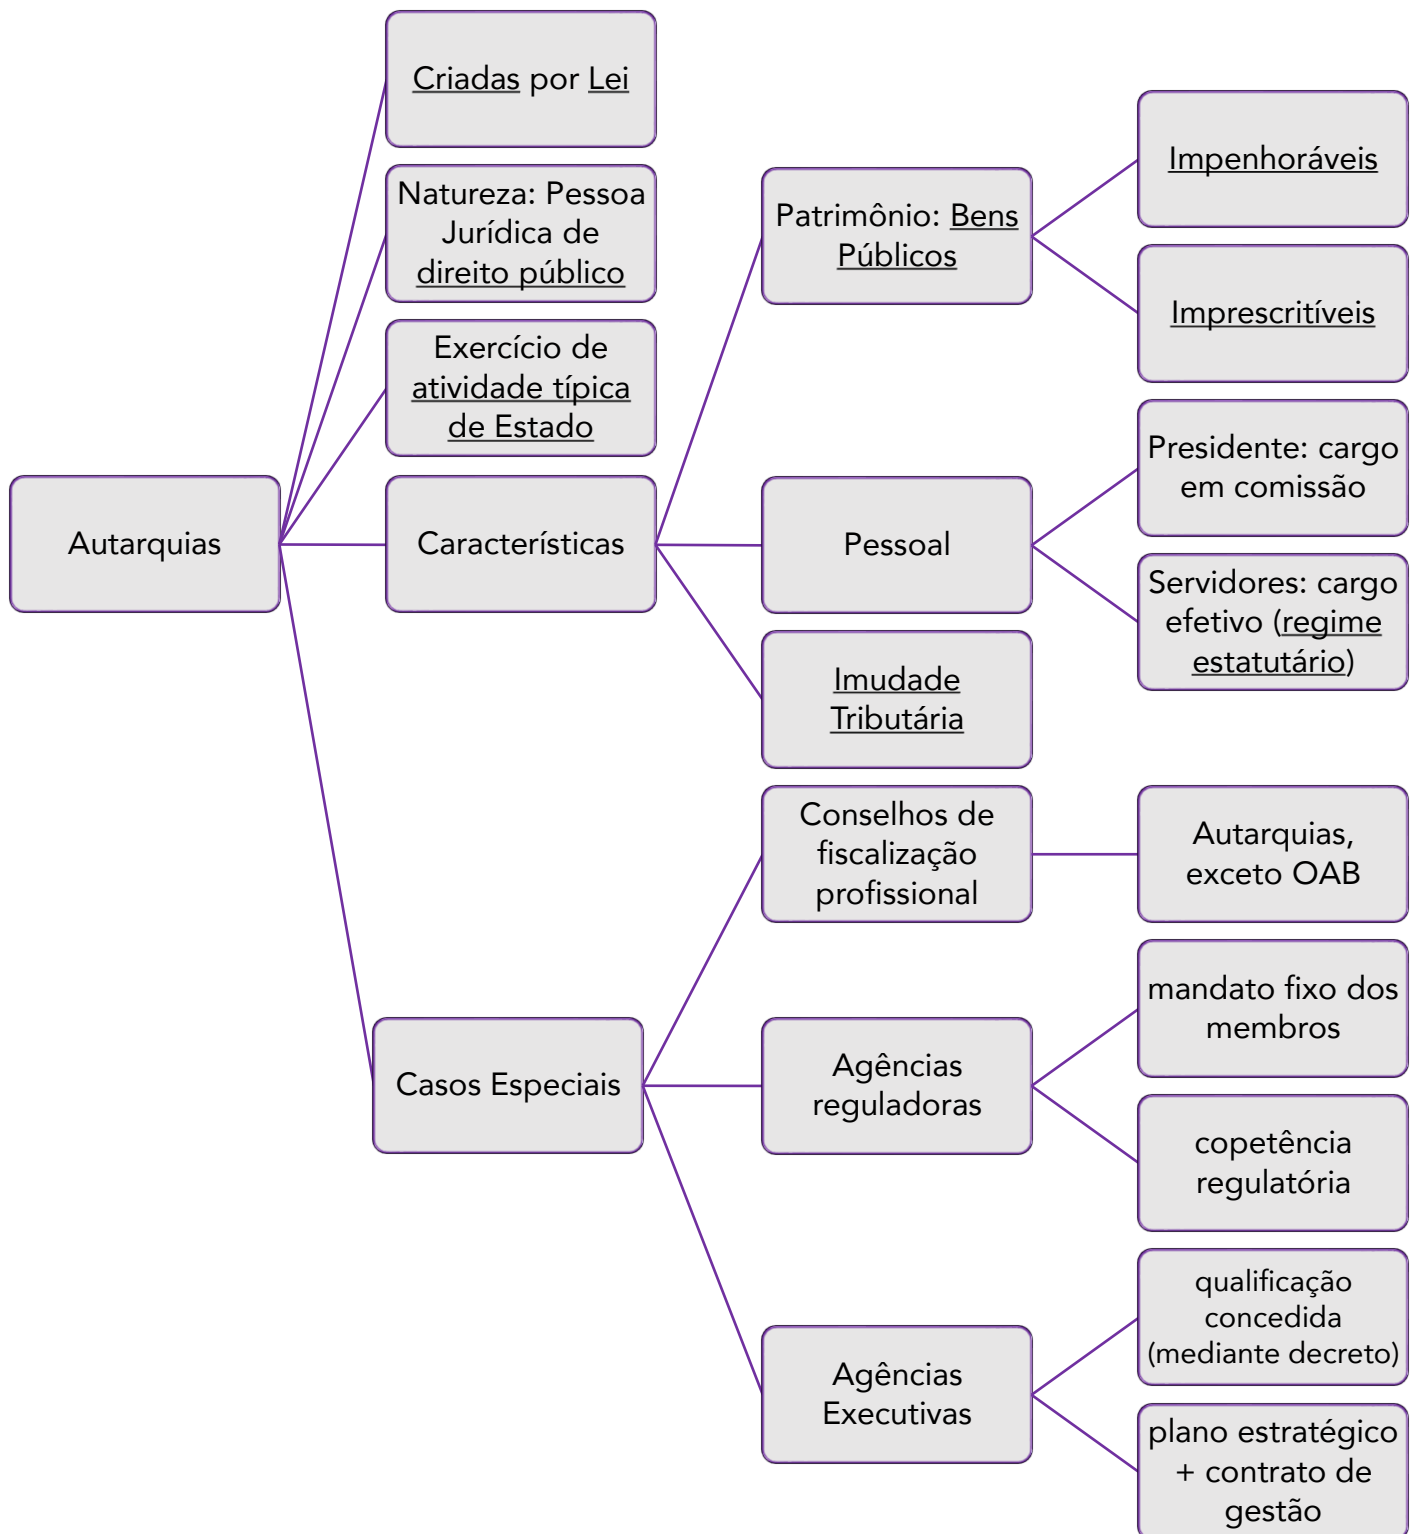 Autarquias
Criadas por Lei
Natureza: Pessoa
Jurídica de
direito público
Exercício de
atividade típica
de Estado
Características
Patrimônio: Bens
Públicos
Impenhoráveis
Imprescritíveis
Pessoal
Presidente: cargo
em comissão
Servidores: cargo
efetivo (regime
estatutário)
Imudade
Tributária
Casos Especiais
Conselhos de
fiscalização
profissional
Autarquias,
exceto OAB
Agências
reguladoras
mandato fixo dos
membros
copetência
regulatória
Agências
Executivas
qualificação
concedida
(mediante decreto)
plano estratégico
+ contrato de
gestão